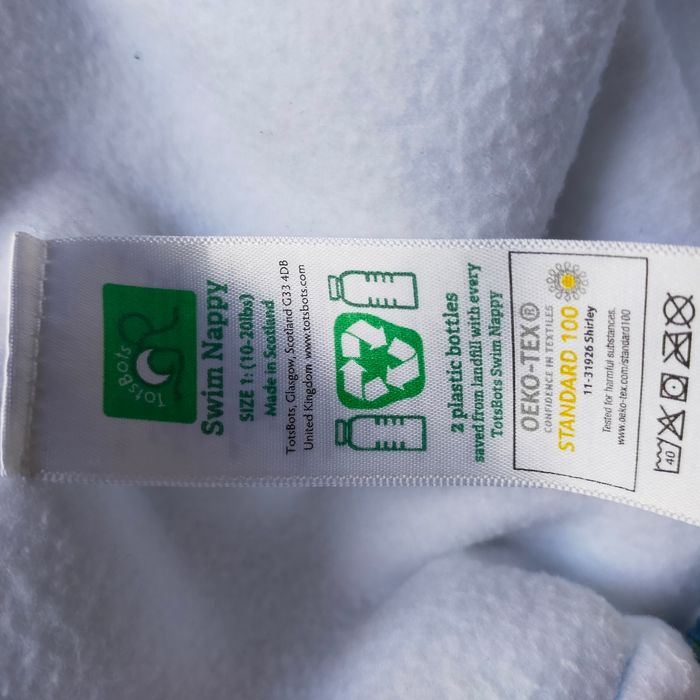 TotsBots
Swim Nappy
SIZE 1: (10-20lbs)
Made in Scotland
TotsBots, Glasgow, Scotland G33 4DB
United Kingdom www.totsbots.com
2 plastic bottles
saved from landfill with every
TotsBots Swim Nappy
OEKO-TEX®
CONFIDENCE IN TEXTILES
STANDARD 100
11-31926 Shirley
Tested for harmful substances.
www.oeko-tex.com/standard100
40